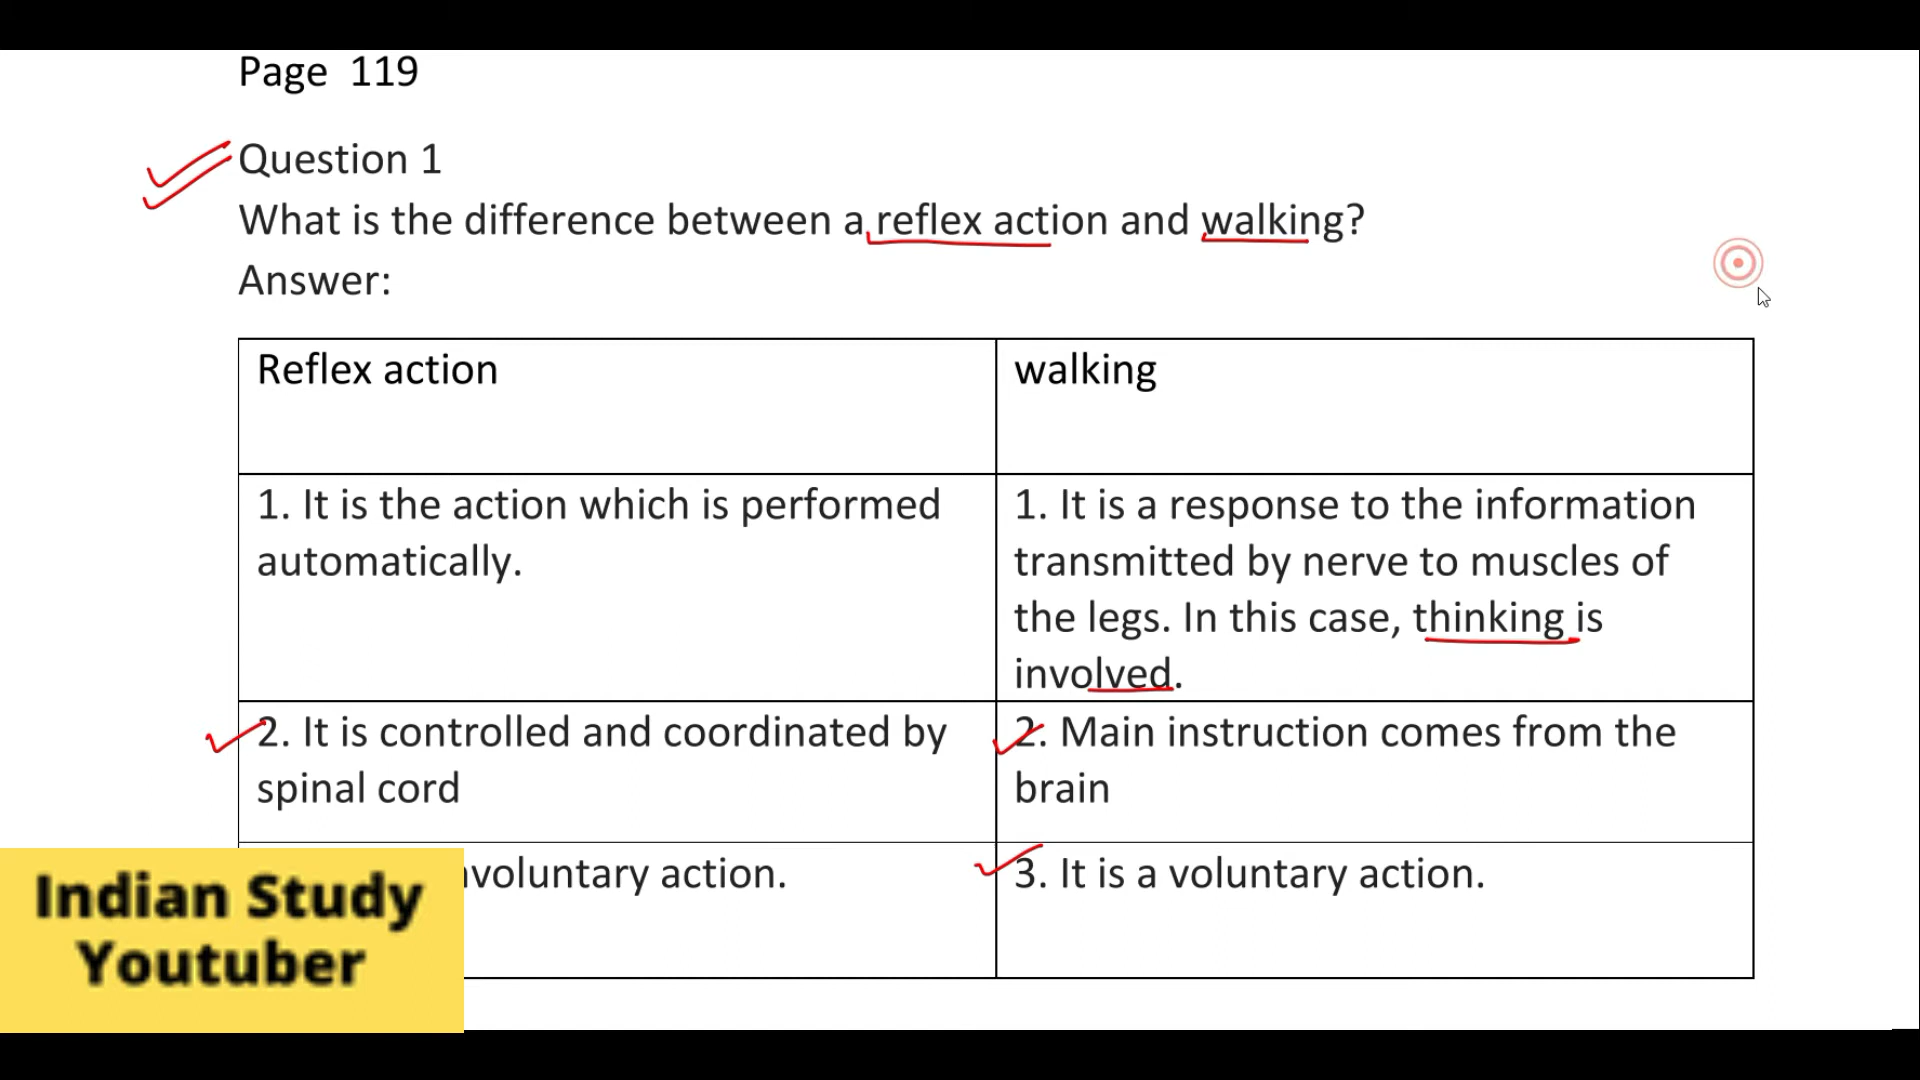 Page 119
Question 1
What is the difference between a reflex action and walking?
Answer:
Reflex action
walking
1. It is the action which is performed
automatically.
1. It is a response to the information
transmitted by nerve to muscles of
the legs. In this case, thinking is
involved.
2. It is controlled and coordinated by
spinal cord
2. Main instruction comes from the
brain
action.
3. It is a voluntary action.
Indian Study
Youtuber